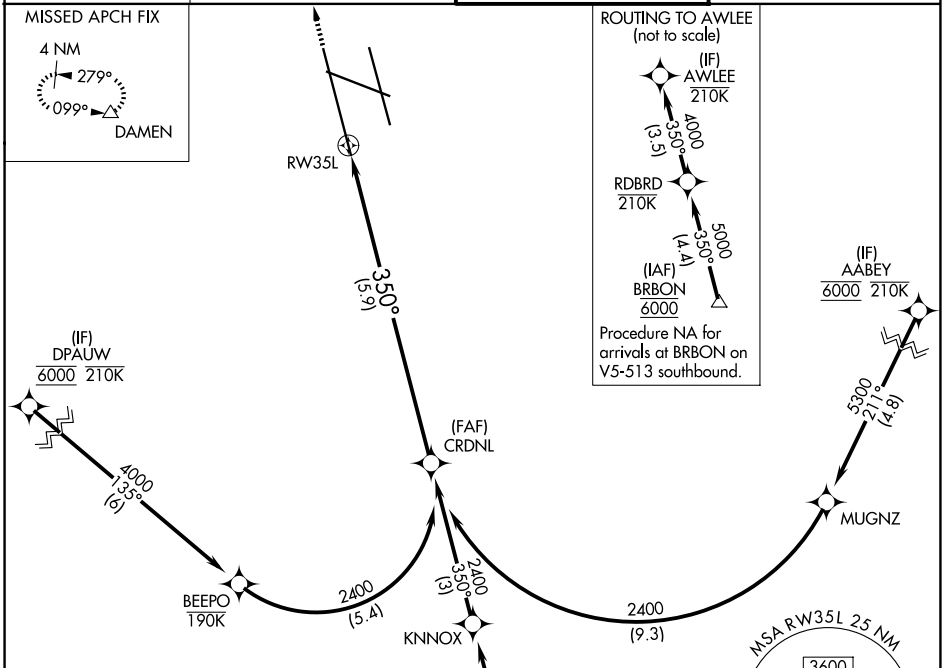 MISSED APCH FIX
4 NM
279°
099°
DAMEN
RW35L
350°
(5.9)
ROUTING TO AWLEE
(not to scale)
(IF)
AWLEE
210K
4000
350°
(3.5)
RDBRD
210K
5000
350°
(4.4)
(IAF)
BRBON
6000
Procedure NA for
arrivals at BRBON on
V5-513 southbound.
(IF)
AABEY
6000 210K
5300
211°
(4.8)
MUGNZ
(IF)
DPAUW
6000 210K
4000
135°
(6)
BEEPO
190K
2400
(5.4)
(FAF)
CRDNL
2400
350°
(3)
KNNOX
2400
(9.3)
MSA RW35L 25 NM
3600